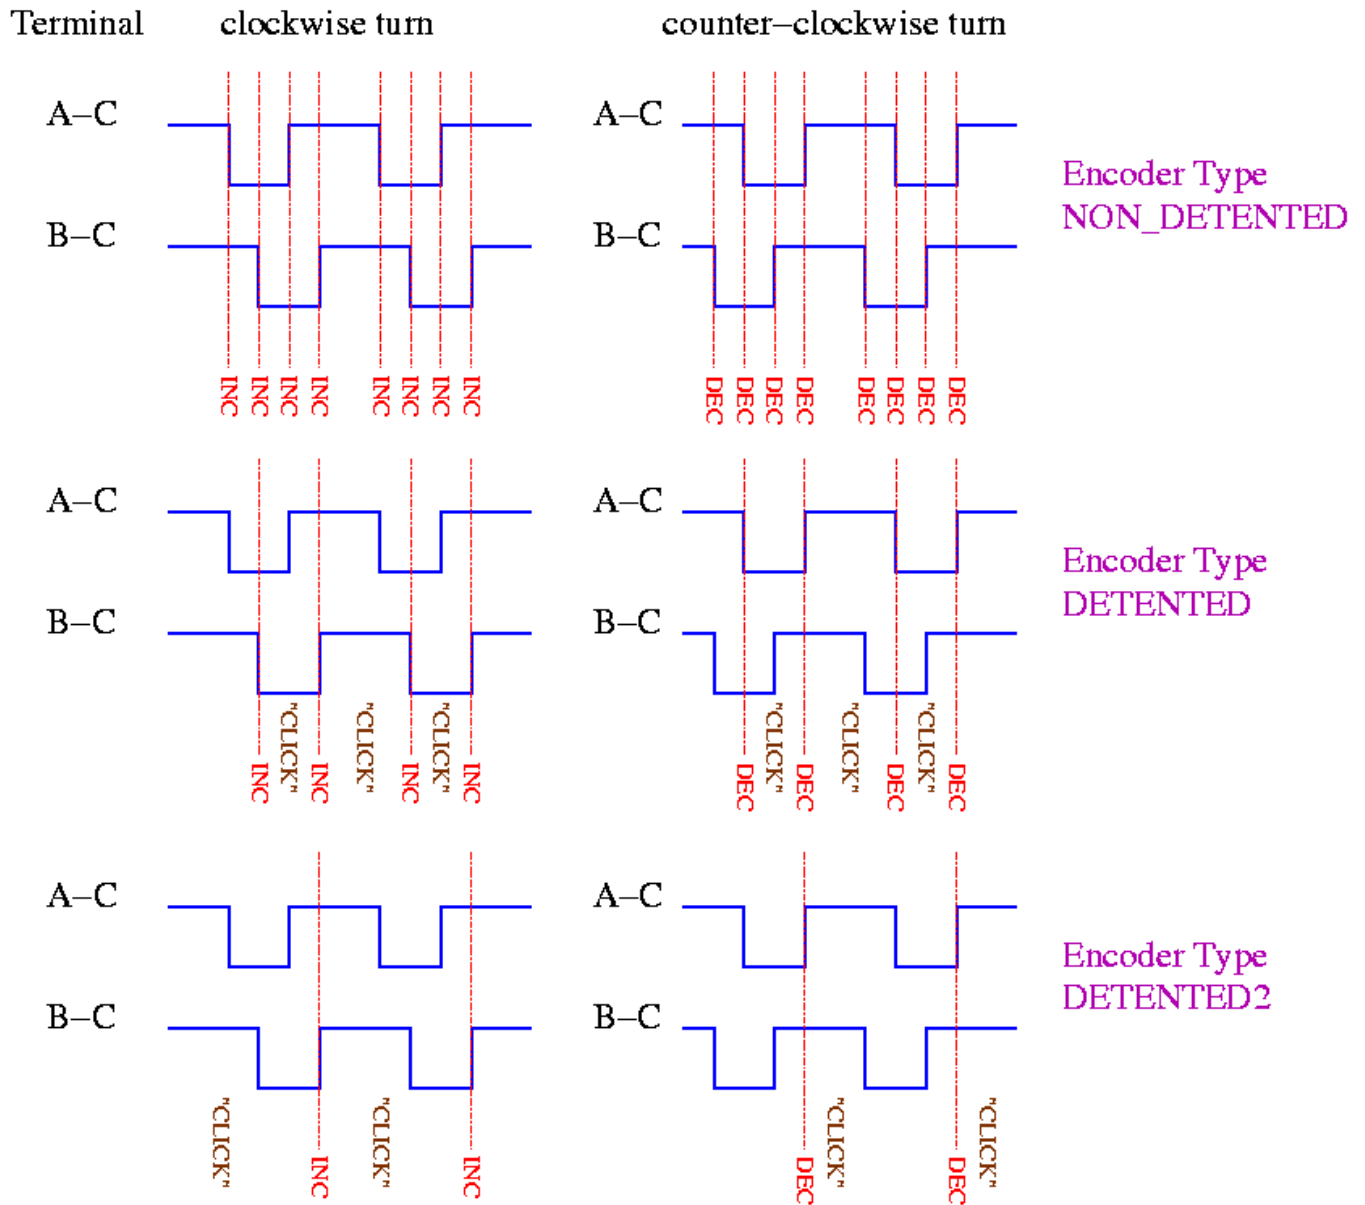 Terminal clockwise turn counter–clockwise turn
A–C A–C
Encoder Type
NON_DETENTED
B–C B–C
INC INC INC INC INC INC INC INC DEC DEC DEC DEC DEC DEC DEC DEC
A–C A–C
Encoder Type
DETENTED
B–C B–C
"CLICK" "CLICK" "CLICK" "CLICK" "CLICK" "CLICK"
INC INC INC INC DEC DEC DEC DEC
A–C A–C
Encoder Type
DETENTED2
B–C B–C
"CLICK" "CLICK" "CLICK" "CLICK"
INC INC DEC DEC